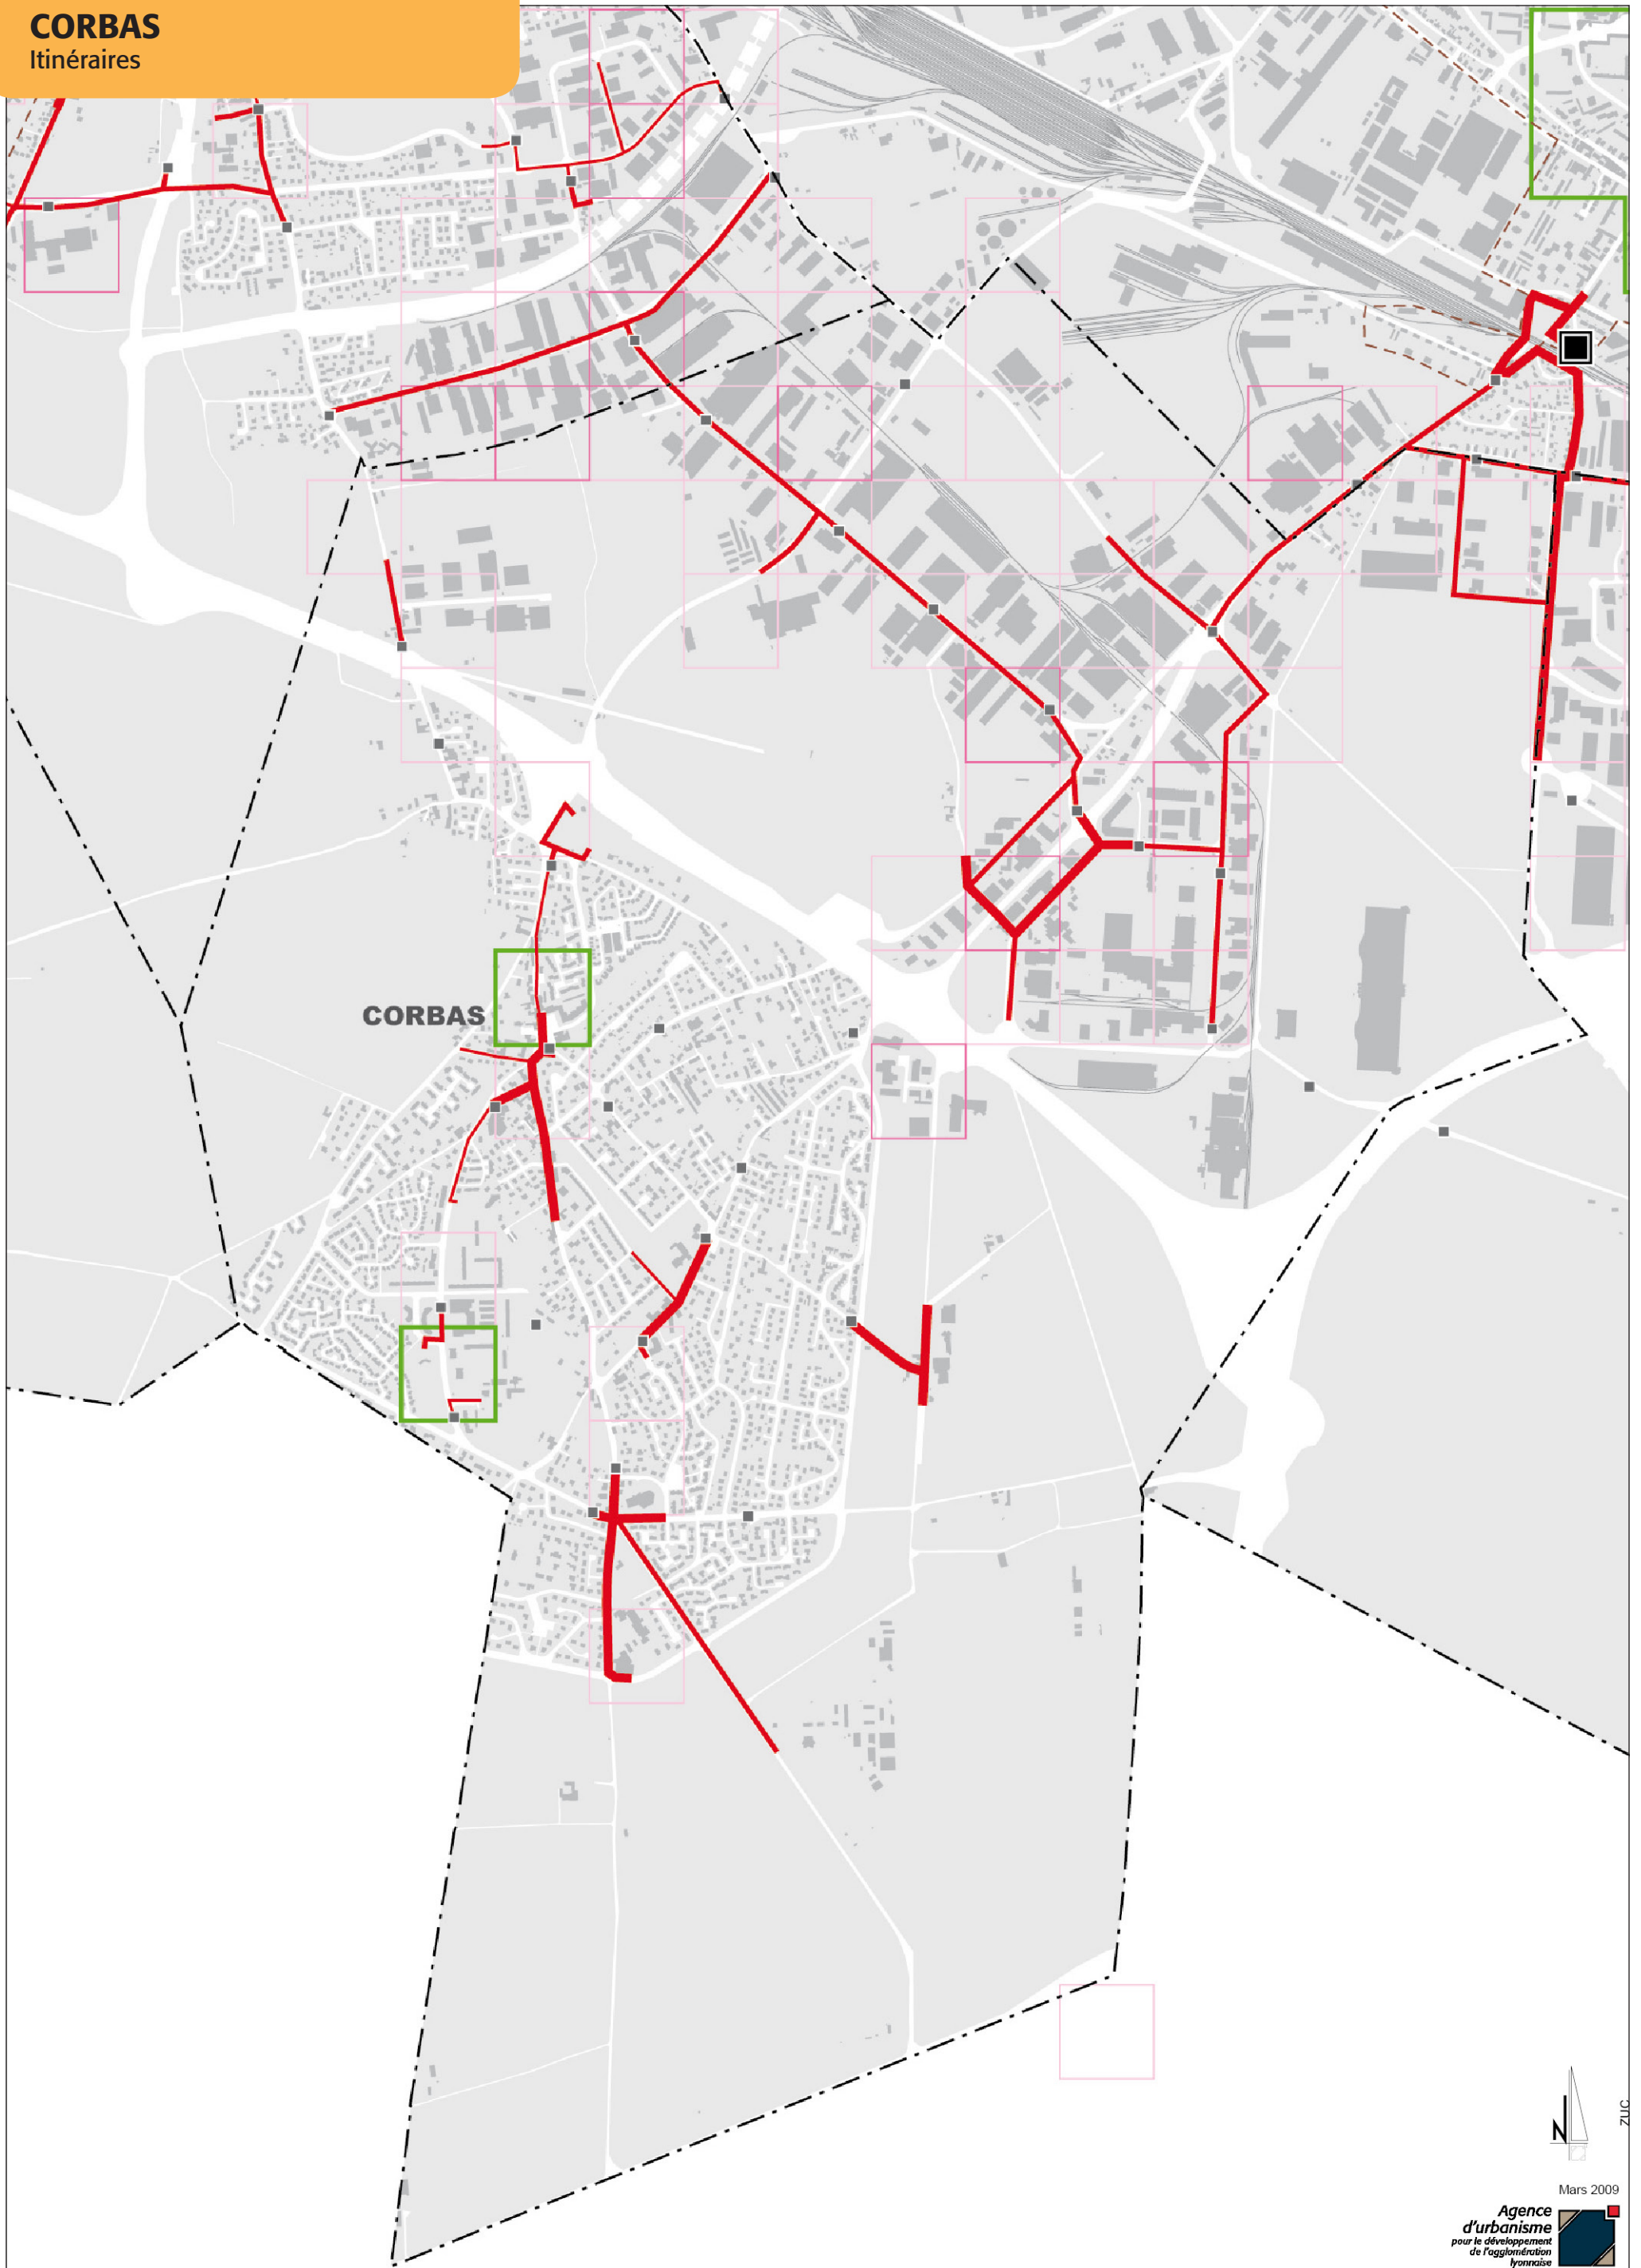 CORBAS
Itinéraires
CORBAS
N
ZUC
Mars 2009
Agence
d'urbanisme
pour le développement
de l'agglomération
lyonnaise